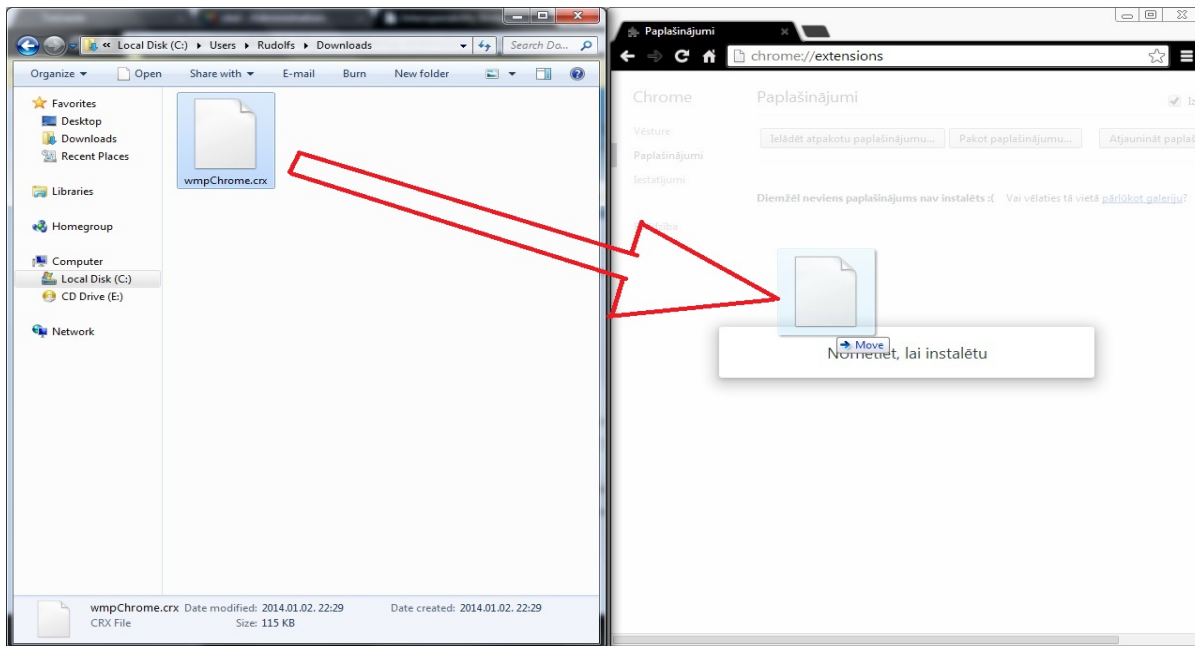 « Local Disk (C:) ▸ Users ▸ Rudolfs ▸ Downloads
Search Do...
Organize Open Share with E-mail Burn New folder
Favorites
Desktop
Downloads
Recent Places
Libraries
Homegroup
Computer
Local Disk (C:)
CD Drive (E:)
Network
wmpChrome.crx
wmpChrome.crx Date modified: 2014.01.02. 22:29 Date created: 2014.01.02. 22:29
CRX File Size: 115 KB
Paplašinājumi
chrome://extensions
Chrome
Vēsture
Paplašinājumi
Iestatījumi
Paplašinājumi
Iz
Ielādēt atpakotu paplašinājumu... Pakot paplašinājumu... Atjaunināt paplaš
Diemžēl neviens paplašinājums nav instalēts :( Vai vēlaties tā vietā pārlūkot galeriju?
Move
Nometiet, lai instalētu